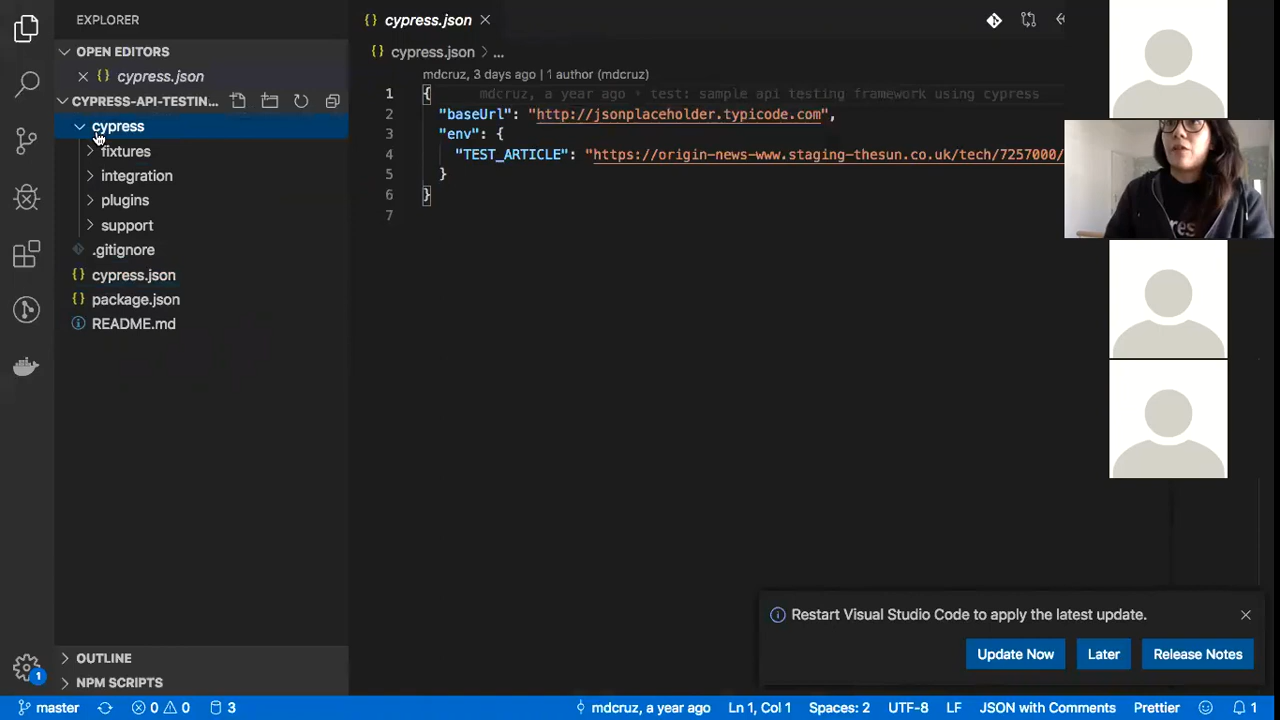 EXPLORER
OPEN EDITORS
cypress.json
CYPRESS-API-TESTIN...
cypress
fixtures
integration
plugins
support
.gitignore
cypress.json
package.json
README.md
OUTLINE
NPM SCRIPTS
cypress.json
cypress.json > ...
mdcruz, 3 days ago | 1 author (mdcruz)
1 { mdcruz, a year ago • test: sample api testing framework using cypress
2 "baseUrl": "http://jsonplaceholder.typicode.com",
3 "env": {
4 "TEST_ARTICLE": "https://origin-news-www.staging-thesun.co.uk/tech/7257000/
5 }
6 }
7
Restart Visual Studio Code to apply the latest update.
Update Now Later Release Notes
1
master 0 0 3 mdcruz, a year ago Ln 1, Col 1 Spaces: 2 UTF-8 LF JSON with Comments Prettier 1